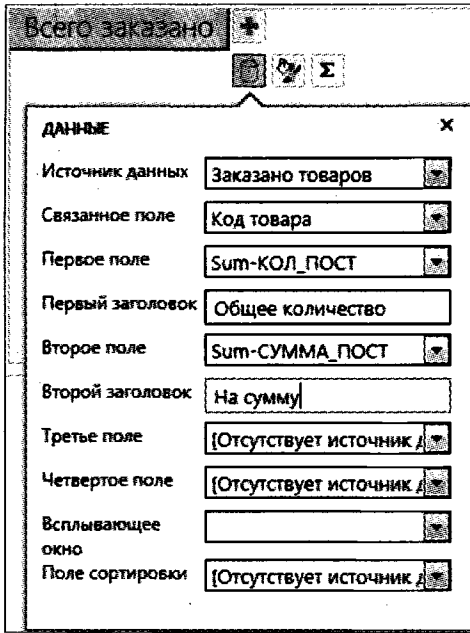 Всего заказано
Σ
ДАННЫЕ
Источник данных Заказано товаров
Связанное поле Код товара
Первое поле Sum-КОЛ_ПОСТ
Первый заголовок Общее количество
Второе поле Sum-СУММА_ПОСТ
Второй заголовок На сумму
Третье поле [Отсутствует источник д
Четвертое поле [Отсутствует источник д
Всплывающее
окно
Поле сортировки [Отсутствует источник д